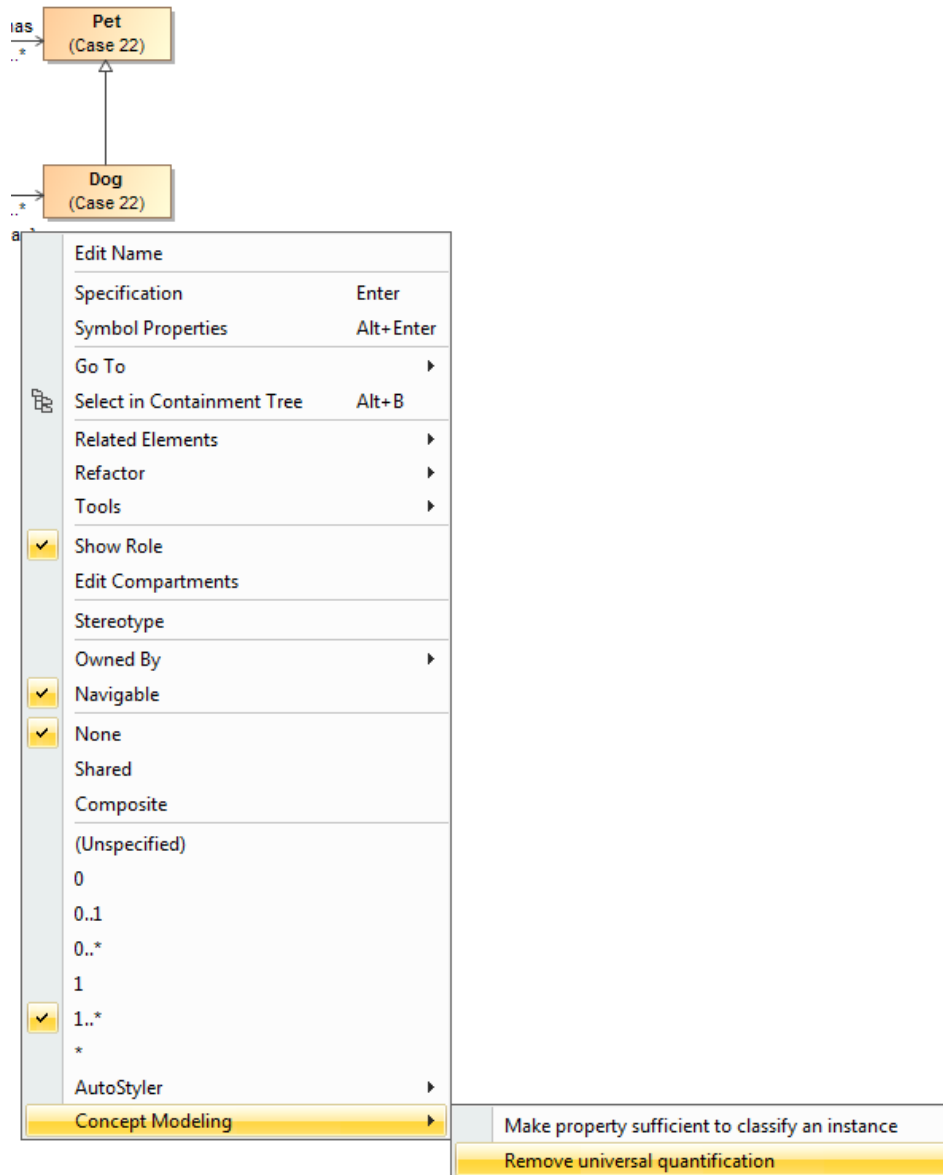 Pet
(Case 22)
..*
Dog
(Case 22)
..*
Edit Name
Specification Enter
Symbol Properties Alt+Enter
Go To
Select in Containment Tree Alt+B
Related Elements
Refactor
Tools
Show Role
Edit Compartments
Stereotype
Owned By
Navigable
None
Shared
Composite
(Unspecified)
0
0..1
0..*
1
1..*
*
AutoStyler
Concept Modeling
Make property sufficient to classify an instance
Remove universal quantification